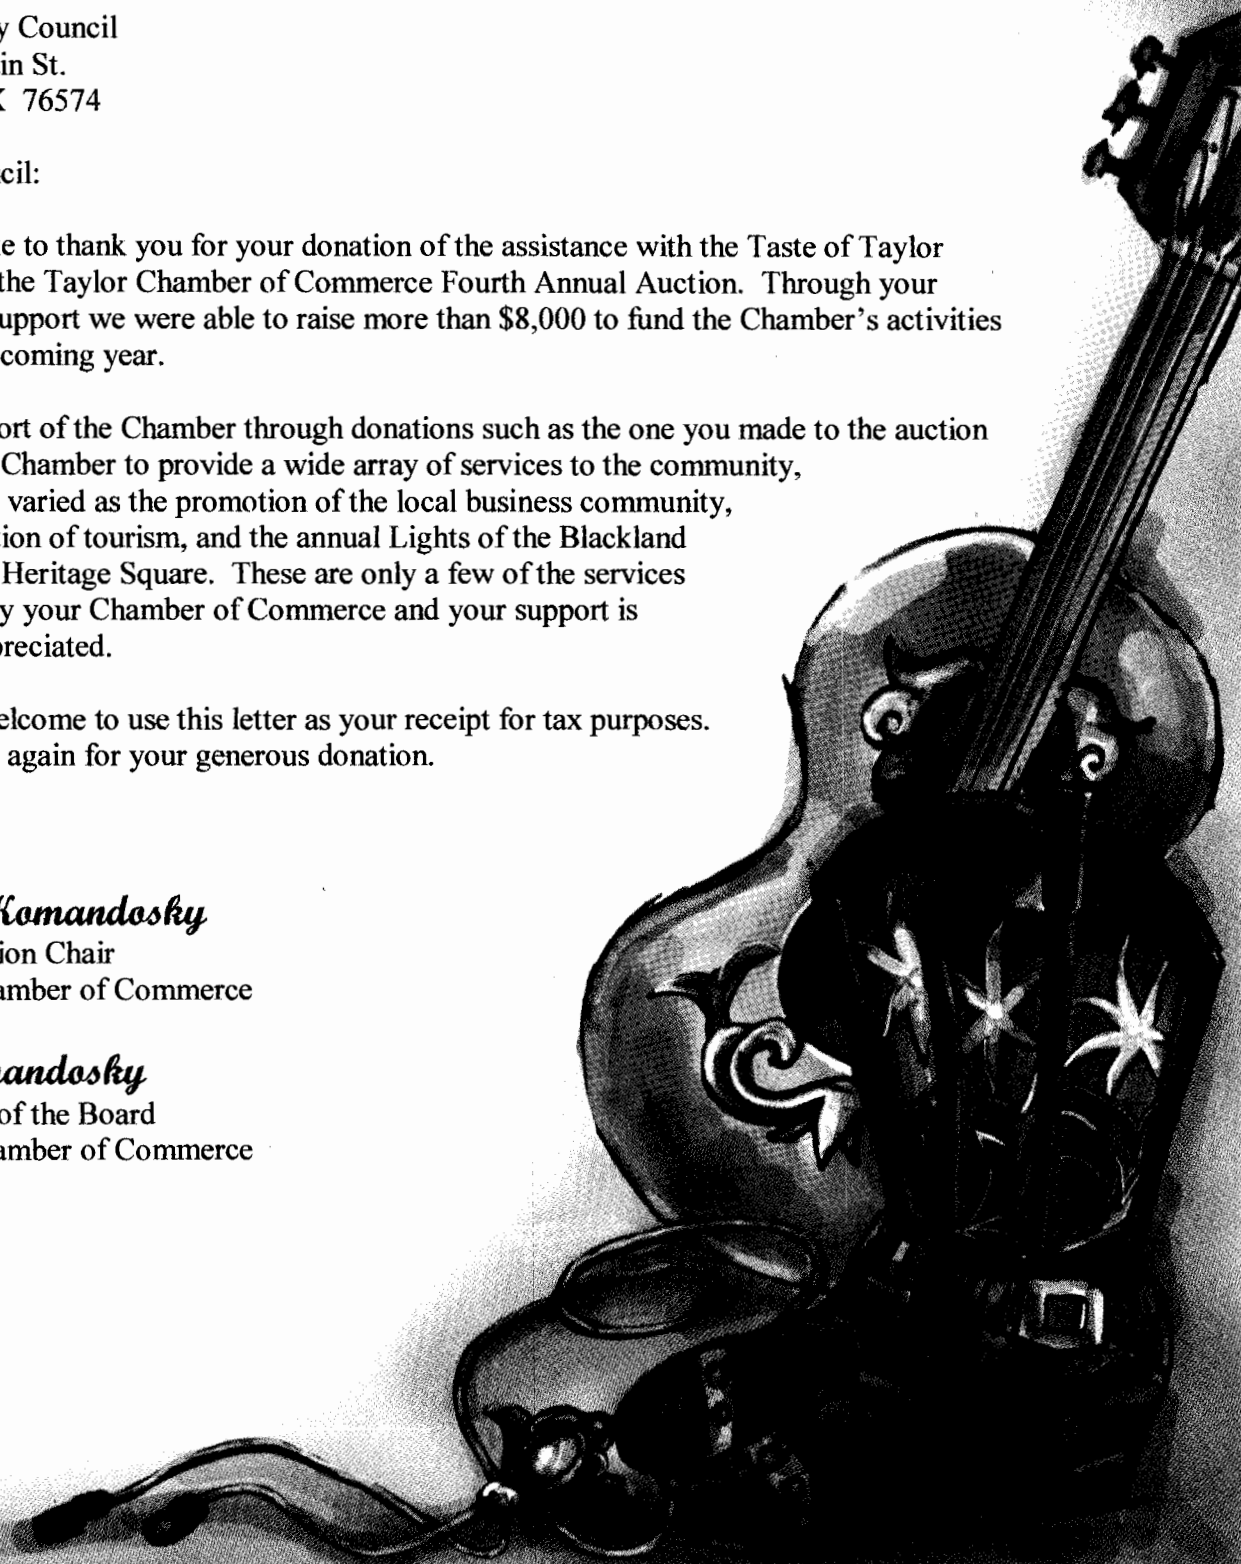 y Council
in St.
76574
cil:
e to thank you for your donation of the assistance with the Taste of Taylor
the Taylor Chamber of Commerce Fourth Annual Auction. Through your
upport we were able to raise more than $8,000 to fund the Chamber's activities
coming year.
ort of the Chamber through donations such as the one you made to the auction
Chamber to provide a wide array of services to the community,
varied as the promotion of the local business community,
tion of tourism, and the annual Lights of the Blackland
Heritage Square. These are only a few of the services
y your Chamber of Commerce and your support is
preciated.
elcome to use this letter as your receipt for tax purposes.
again for your generous donation.
Komandosky
ion Chair
amber of Commerce
andosky
of the Board
amber of Commerce